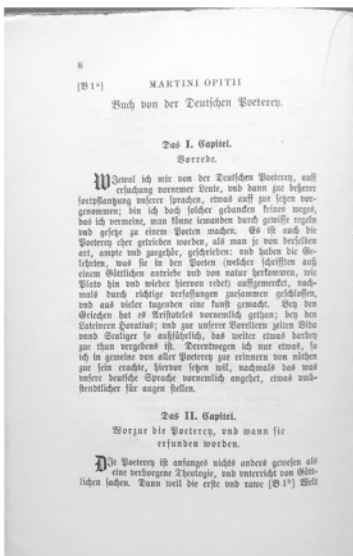 8
[B 1ᵃ] MARTINI OPITII
Buch von der Deutschen Poeterey.
Das I. Capitel.
Vorrede.
WJewol ich mir von der Deutschen Poeterey, auff
ersuchung vornemer Leute, vnd dann zue beßerer
fortpflantzung vnserer sprachen, etwas auff zue setzen vor-
genommen; bin ich doch solcher gedancken keines weges,
das ich vermeine, man könne iemanden durch gewisse regeln
vnd gesetze zu einem Poeten machen. Es ist auch die
Poeterey eher getrieben worden, als man je von derselben
art, ampte vnd zuegehör, geschrieben: vnd haben die Ge-
lehrten, was sie in den Poeten (welcher schrifften auß
einem Göttlichen antriebe vnd von natur herkommen, wie
Plato hin vnd wieder hiervon redet) auffgemercket, nach-
mals durch richtige verfassungen zuesammen geschlossen,
vnd aus vieler tugenden eine kunst gemacht. Bey den
Griechen hat es Aristoteles vornemlich gethan; bey den
Lateinern Horatius; vnd zue vnserer Voreltern zeiten Vida
vnnd Scaliger so außführlich, das weiter etwas darbey
zue thun vergebens ist. Derentwegen ich nur etwas, so
ich in gemeine von aller Poeterey zue erinnern von nöthen
zue sein erachte, hiervor setzen wil, nachmals das was
vnsere deutsche Sprache vornemlich angehet, etwas vmb-
stendtlicher für augen stellen.
Das II. Capitel.
Worzue die Poeterey, vnd wann sie
erfunden worden.
DJe Poeterey ist anfanges nichts anders gewesen als
eine verborgene Theologie, vnd vnterricht von Gött-
lichen sachen. Dann weil die erste vnd rawe [B 1ᵇ] Welt